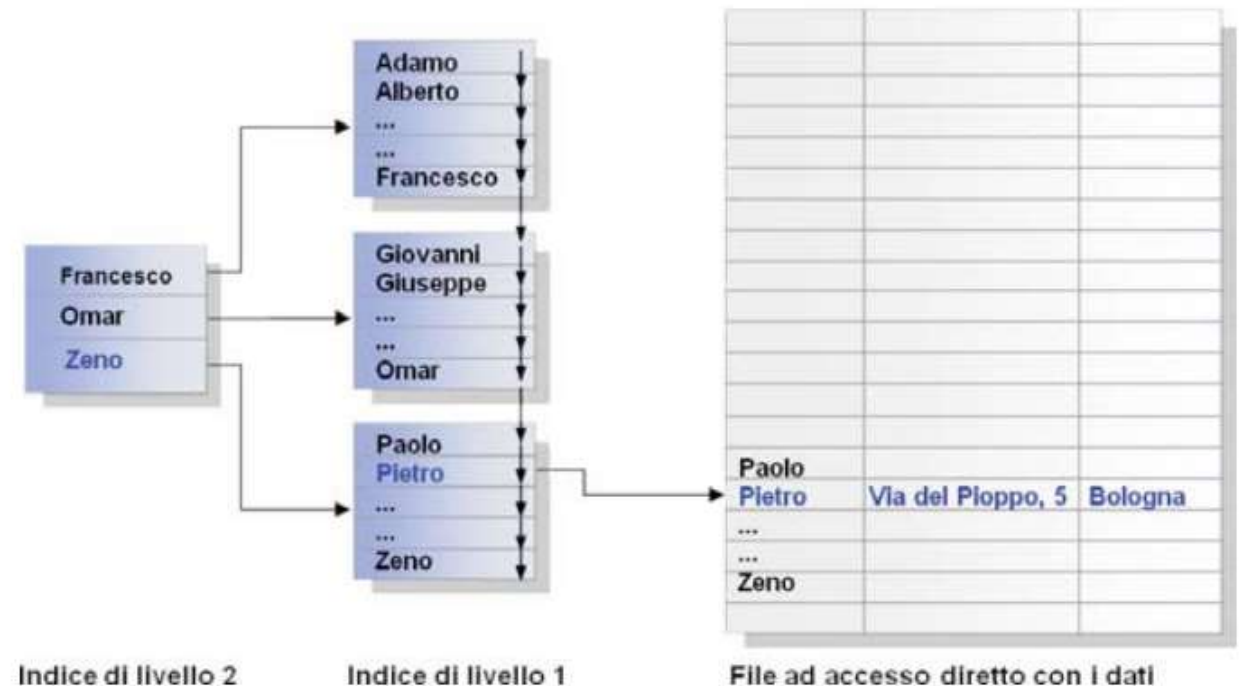 Francesco
Omar
Zeno
Adamo
Alberto
...
...
Francesco
Giovanni
Giuseppe
...
...
Omar
Paolo
Pietro
...
...
Zeno
Paolo
Pietro Via del Pioppo, 5 Bologna
...
...
Zeno
Indice di livello 2
Indice di livello 1
File ad accesso diretto con i dati